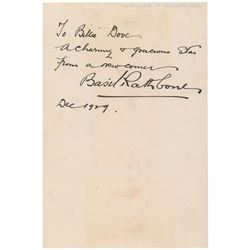 To Billie Dove
A charming & gracious Star
from a newcomer
Basil Rathbone
Dec 1929.